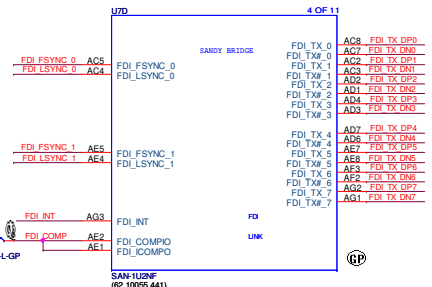 U7D
4 OF 11
SANDY BRIDGE
FDI_FSYNC_0 AC5 FDI_FSYNC_0
FDI_LSYNC_0 AC4 FDI_LSYNC_0
FDI_FSYNC_1 AE5 FDI_FSYNC_1
FDI_LSYNC_1 AE4 FDI_LSYNC_1
FDI_INT AG3 FDI_INT
FDI_COMP AE2 FDI_COMPIO
AE1 FDI_ICOMPO
L-GP
FDI_TX_0 AC8 FDI_TX_DP0
FDI_TX#_0 AC7 FDI_TX_DN0
FDI_TX_1 AC2 FDI_TX_DP1
FDI_TX#_1 AC3 FDI_TX_DN1
FDI_TX_2 AD2 FDI_TX_DP2
FDI_TX#_2 AD1 FDI_TX_DN2
FDI_TX_3 AD4 FDI_TX_DP3
FDI_TX#_3 AD3 FDI_TX_DN3
FDI_TX_4 AD7 FDI_TX_DP4
FDI_TX#_4 AD6 FDI_TX_DN4
FDI_TX_5 AE7 FDI_TX_DP5
FDI_TX#_5 AE8 FDI_TX_DN5
FDI_TX_6 AF3 FDI_TX_DP6
FDI_TX#_6 AF2 FDI_TX_DN6
FDI_TX_7 AG2 FDI_TX_DP7
FDI_TX#_7 AG1 FDI_TX_DN7
FDI
LINK
GP
SAN-1U2NF
(62.10055.441)